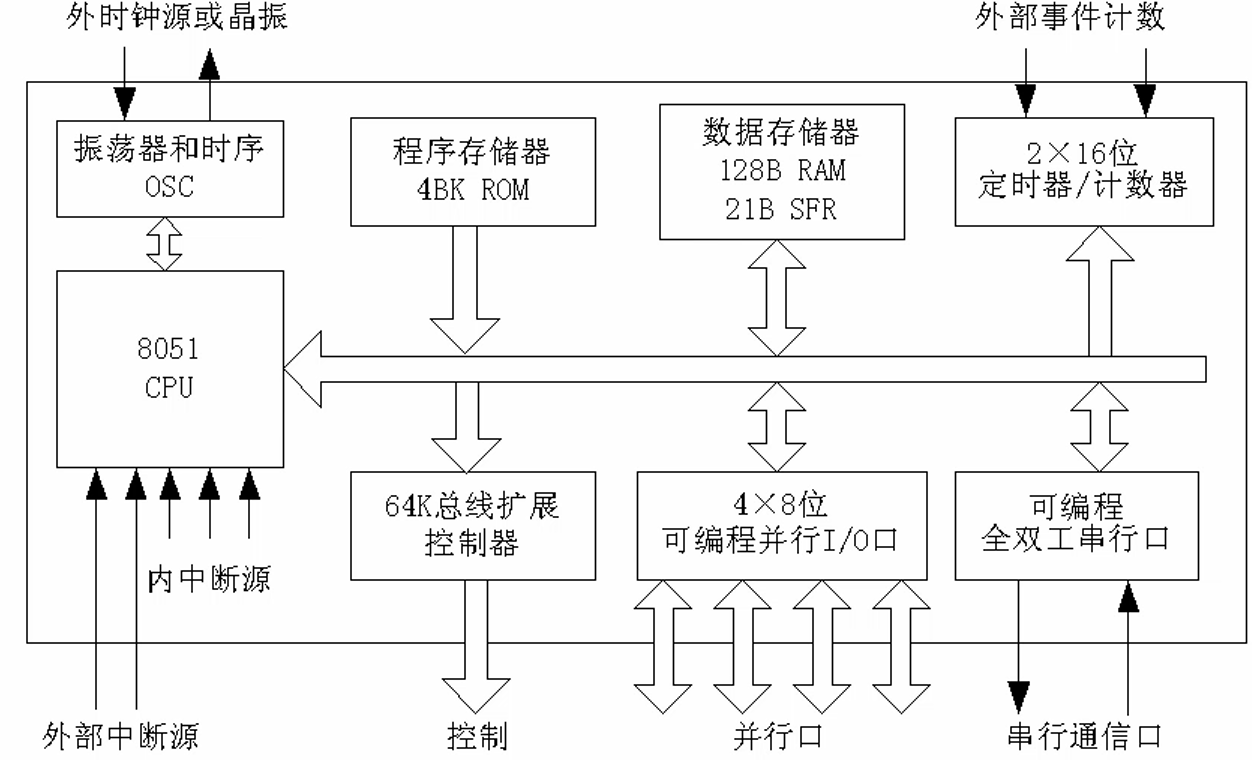 外时钟源或晶振
外部事件计数
振荡器和时序
OSC
程序存储器
4BK ROM
数据存储器
128B RAM
21B SFR
2×16位
定时器/计数器
8051
CPU
64K总线扩展
控制器
4×8位
可编程并行I/O口
可编程
全双工串行口
内中断源
外部中断源
控制
并行口
串行通信口